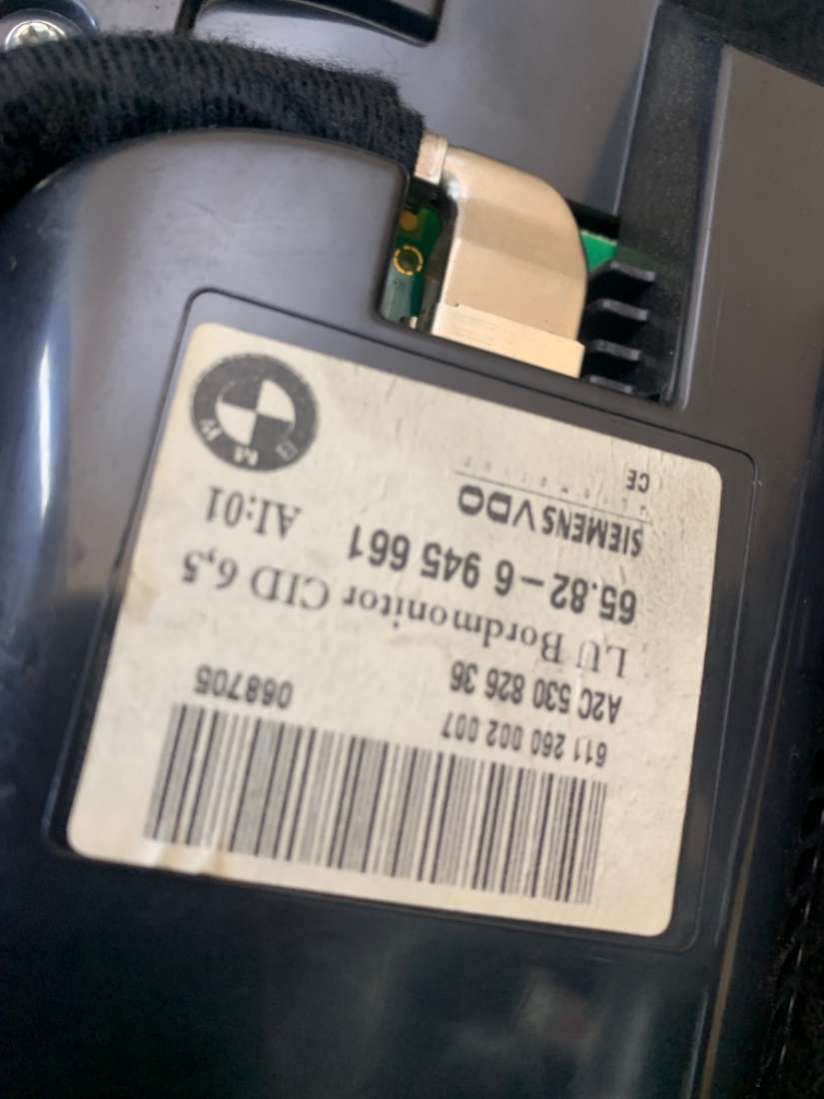 BMW
CE
SIEMENS VDO
65.82 – 6 945 661 AI:01
LU Bordmonitor CID 6,5
A2C 530 826 36
068705
611 260 002 007